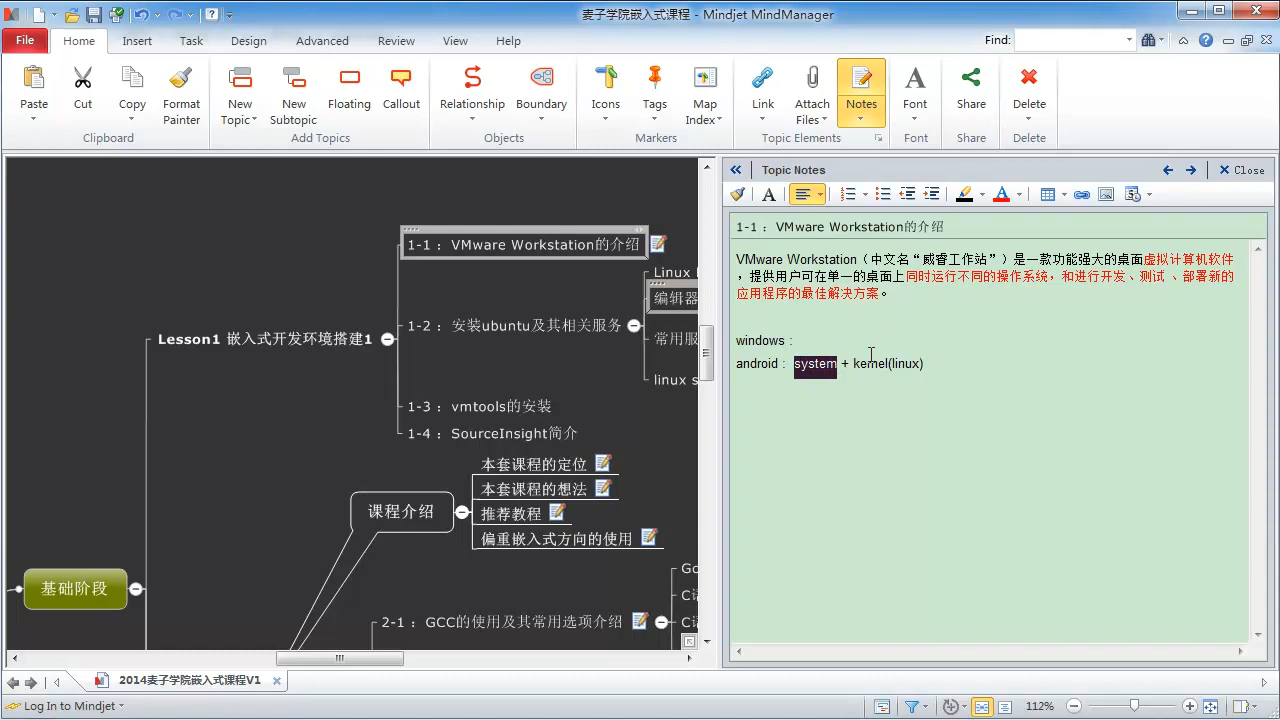 麦子学院嵌入式课程 - Mindjet MindManager
File Home Insert Task Design Advanced Review View Help Find:
Paste Cut Copy Format Painter New Topic New Subtopic Floating Callout Relationship Boundary Icons Tags Map Index Link Attach Files Notes Font Share Delete
Clipboard Add Topics Objects Markers Topic Elements Font Share Delete
Topic Notes Close
1-1：VMware Workstation的介绍
VMware Workstation（中文名“威睿工作站”）是一款功能强大的桌面虚拟计算机软件
，提供用户可在单一的桌面上同时运行不同的操作系统，和进行开发、测试 、部署新的
应用程序的最佳解决方案。
windows：
android： system + kernel(linux)
1-1：VMware Workstation的介绍
Linux
编辑器
Lesson1 嵌入式开发环境搭建1
1-2：安装ubuntu及其相关服务
常用服
linux s
1-3：vmtools的安装
1-4：SourceInsight简介
课程介绍
本套课程的定位
本套课程的想法
推荐教程
偏重嵌入式方向的使用
基础阶段
2-1：GCC的使用及其常用选项介绍
C语
C语
2014麦子学院嵌入式课程V1
Log In to Mindjet
112%